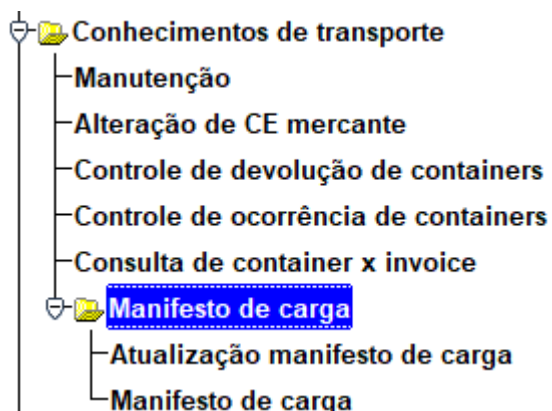 Conhecimentos de transporte
Manutenção
Alteração de CE mercante
Controle de devolução de containers
Controle de ocorrência de containers
Consulta de container x invoice
Manifesto de carga
Atualização manifesto de carga
Manifesto de carga